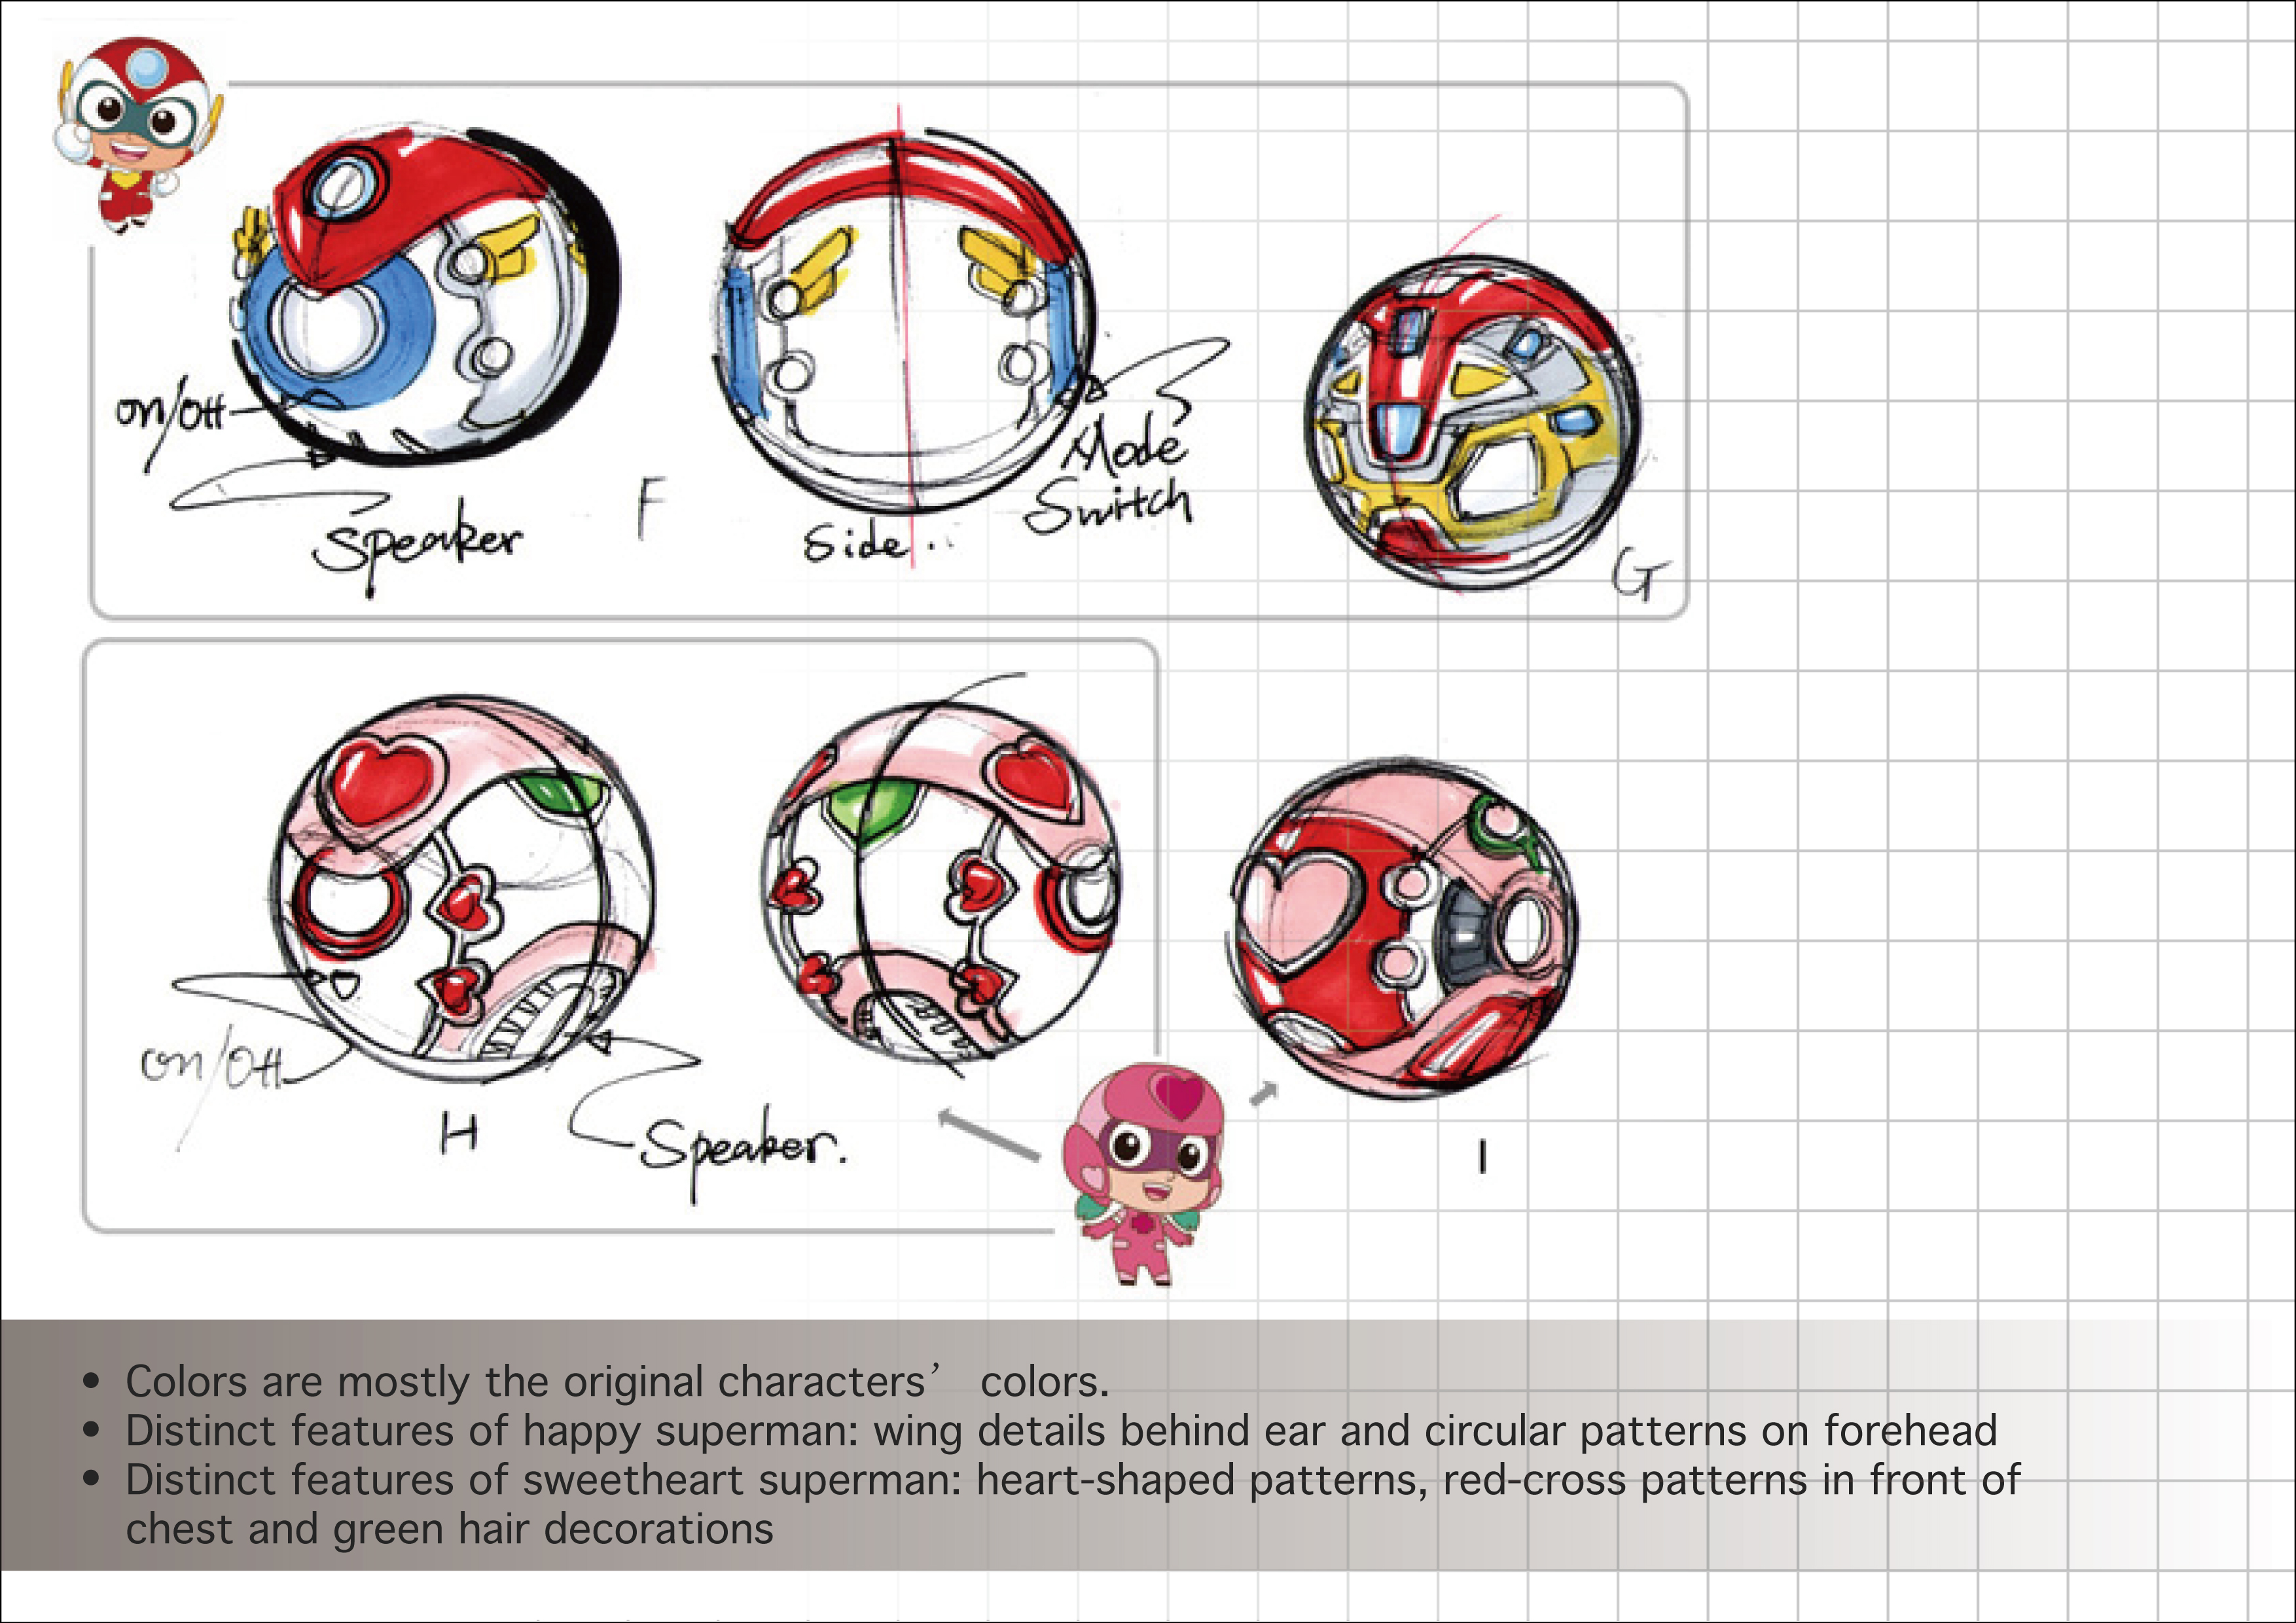 on/off
Speaker
F
Side..
Mode
Switch
G
on/off
H
Speaker.
I
• Colors are mostly the original characters’ colors.
• Distinct features of happy superman: wing details behind ear and circular patterns on forehead
• Distinct features of sweetheart superman: heart-shaped patterns, red-cross patterns in front of
chest and green hair decorations